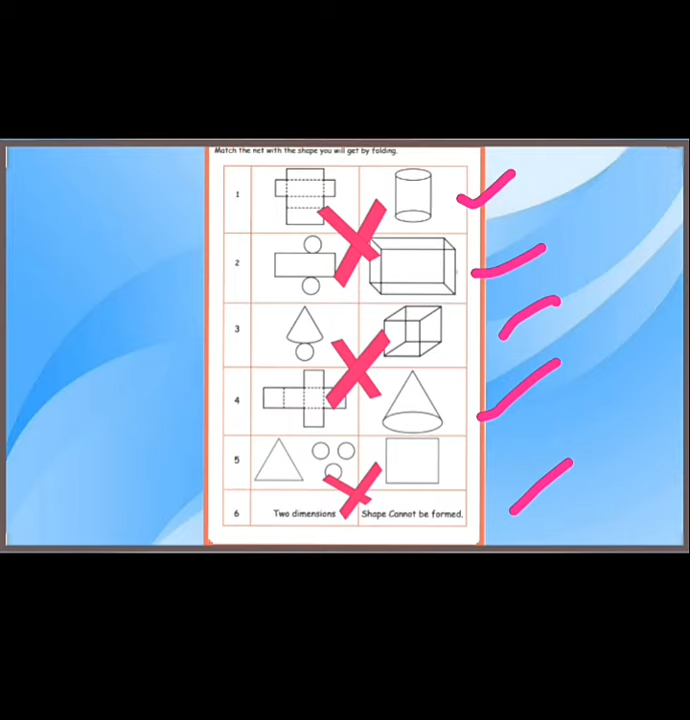 Match the net with the shape you will get by folding.
1
2
3
4
5
6 Two dimensions Shape Cannot be formed.